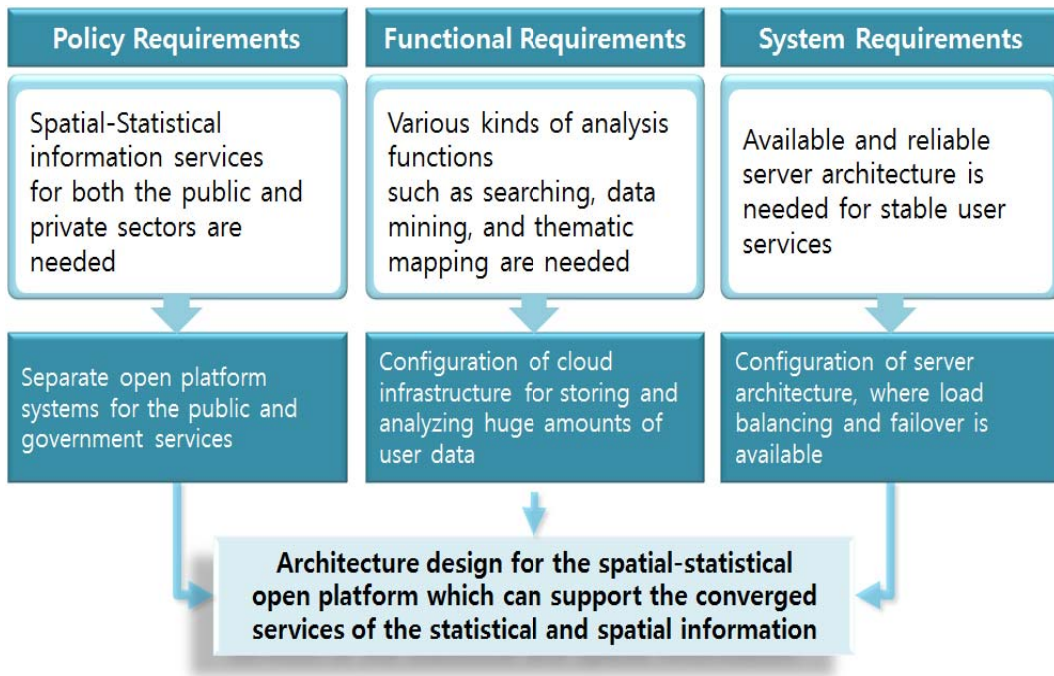 Policy Requirements
Functional Requirements
System Requirements
Spatial-Statistical
information services
for both the public and
private sectors are
needed
Various kinds of analysis
functions
such as searching, data
mining, and thematic
mapping are needed
Available and reliable
server architecture is
needed for stable user
services
Separate open platform
systems for the public and
government services
Configuration of cloud
infrastructure for storing and
analyzing huge amounts of
user data
Configuration of server
architecture, where load
balancing and failover is
available
Architecture design for the spatial-statistical
open platform which can support the converged
services of the statistical and spatial information